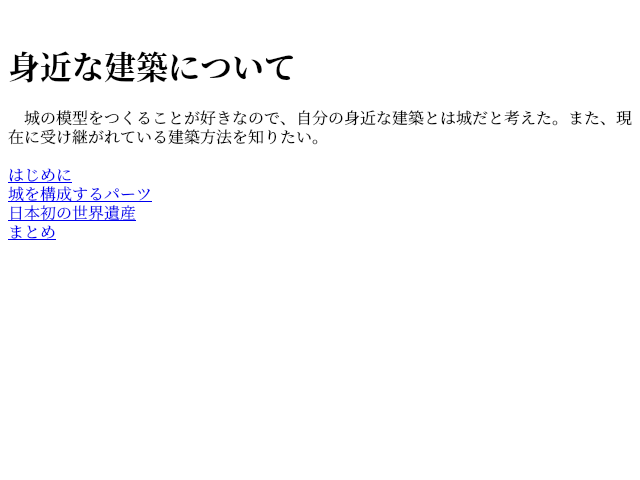 身近な建築について
　城の模型をつくることが好きなので、自分の身近な建築とは城だと考えた。また、現
在に受け継がれている建築方法を知りたい。
はじめに
城を構成するパーツ
日本初の世界遺産
まとめ